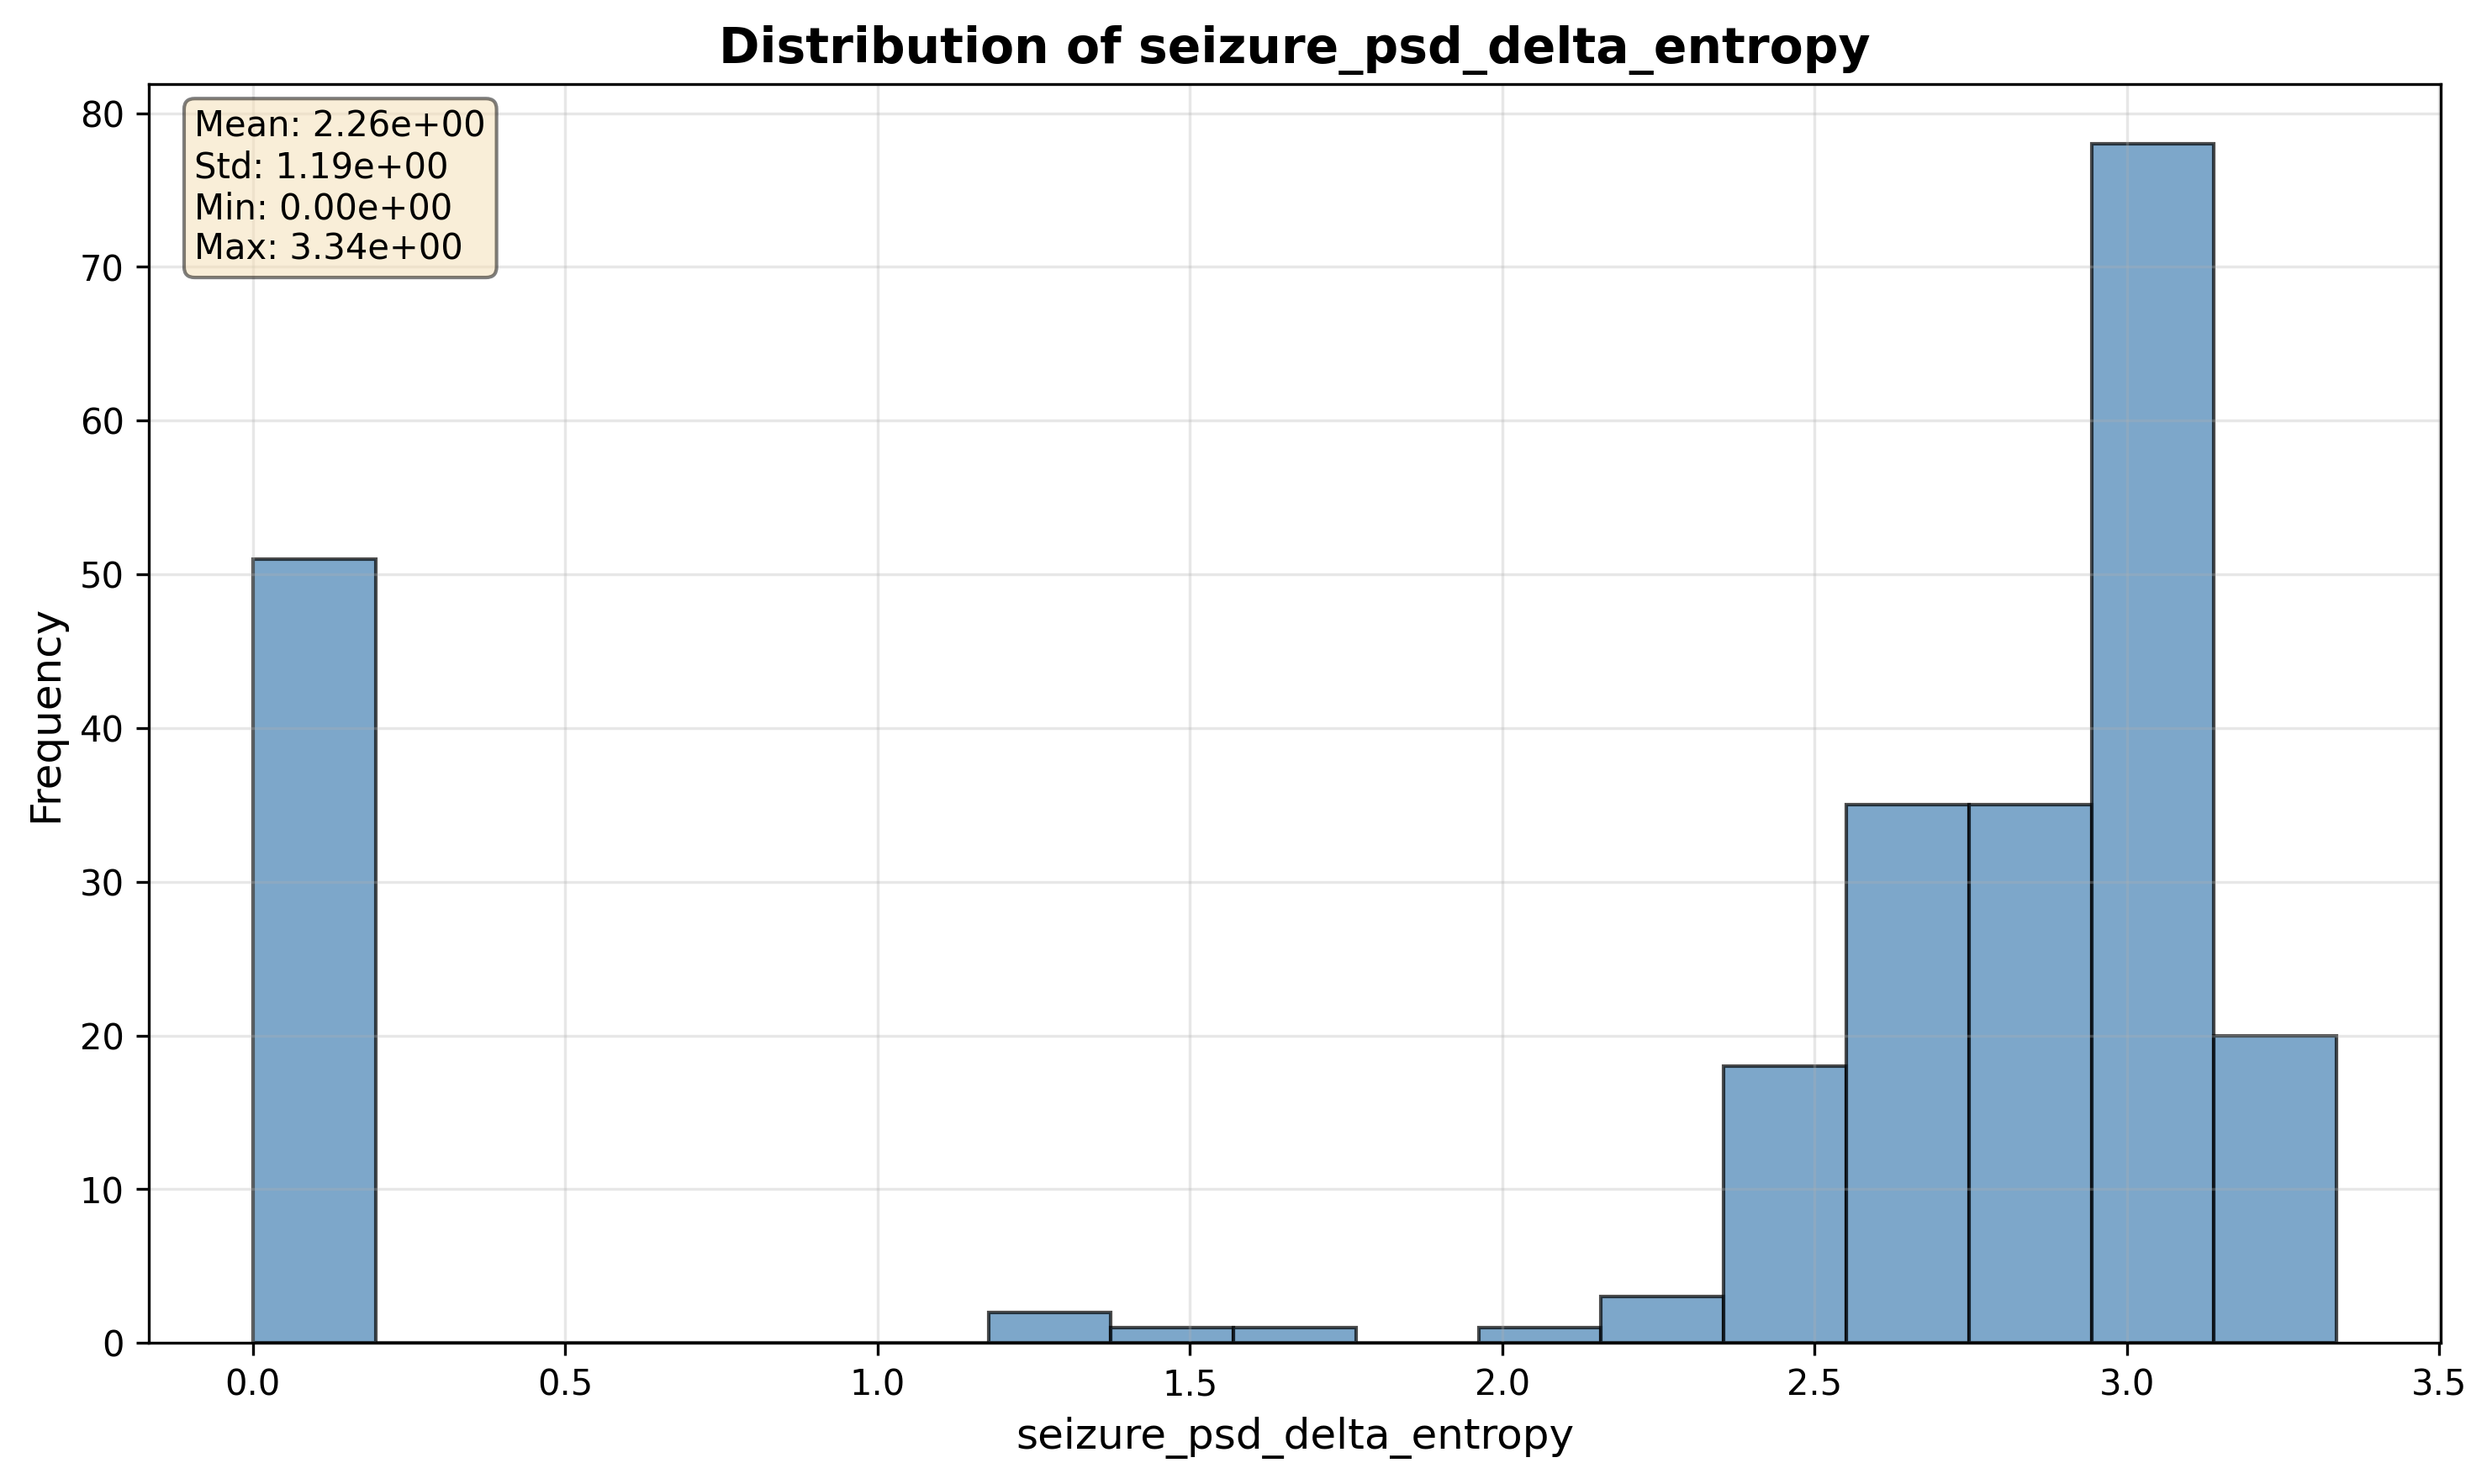 Distribution of seizure_psd_delta_entropy
Mean: 2.26e+00
Std: 1.19e+00
Min: 0.00e+00
Max: 3.34e+00
80
70
60
50
40
30
20
10
0
Frequency
0.0 0.5 1.0 1.5 2.0 2.5 3.0 3.5
seizure_psd_delta_entropy